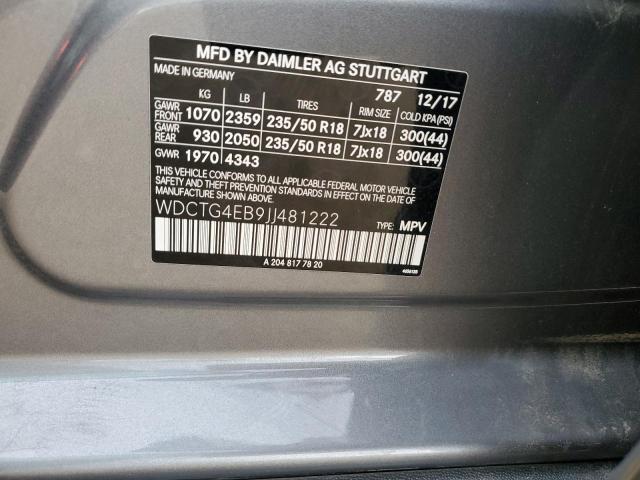 MFD BY DAIMLER AG STUTTGART
MADE IN GERMANY 787 12/17
KG LB TIRES RIM SIZE COLD KPA (PSI)
GAWR FRONT 1070 2359 235/50 R18 7Jx18 300(44)
GAWR REAR 930 2050 235/50 R18 7Jx18 300(44)
GVWR 1970 4343
THIS VEHICLE CONFORMS TO ALL APPLICABLE FEDERAL MOTOR VEHICLE
SAFETY AND THEFT PREVENTION STANDARDS IN EFFECT ON THE DATE OF
MANUFACTURE SHOWN ABOVE.
WDCTG4EB9JJ481222 TYPE: MPV
A 204 817 78 20